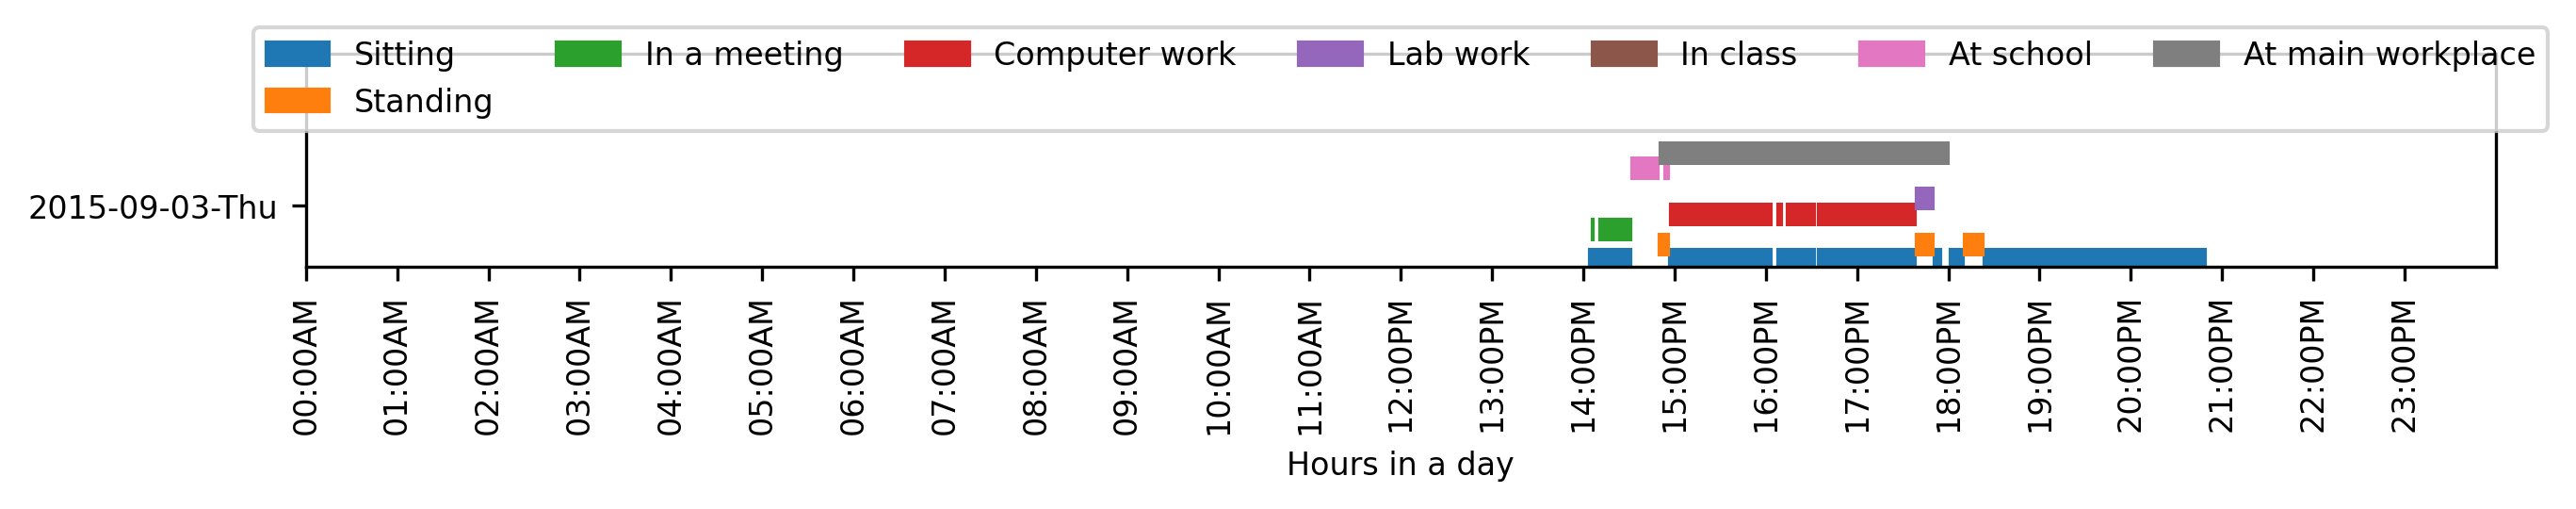 Sitting In a meeting Computer work Lab work In class At school At main workplace
Standing
2015-09-03-Thu
00:00AM 01:00AM 02:00AM 03:00AM 04:00AM 05:00AM 06:00AM 07:00AM 08:00AM 09:00AM 10:00AM 11:00AM 12:00PM 13:00PM 14:00PM 15:00PM 16:00PM 17:00PM 18:00PM 19:00PM 20:00PM 21:00PM 22:00PM 23:00PM
Hours in a day